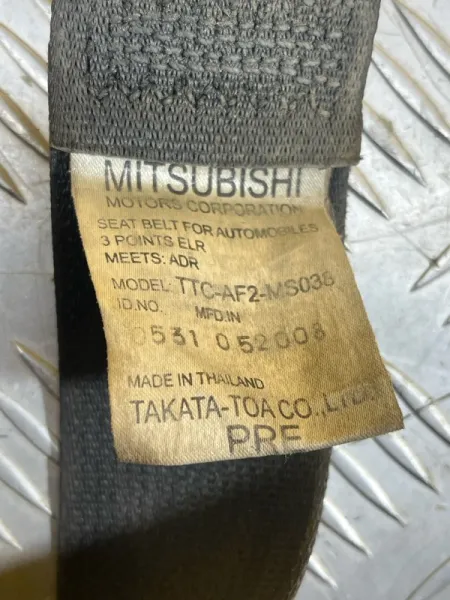 MITSUBISHI
MOTORS CORPORATION
SEAT BELT FOR AUTOMOBILES
3 POINTS ELR
MEETS: ADR
MODEL: TTC-AF2-MS038
ID.NO. MFD.IN
0531 052008
MADE IN THAILAND
TAKATA-TOA CO., LTD.
PRE